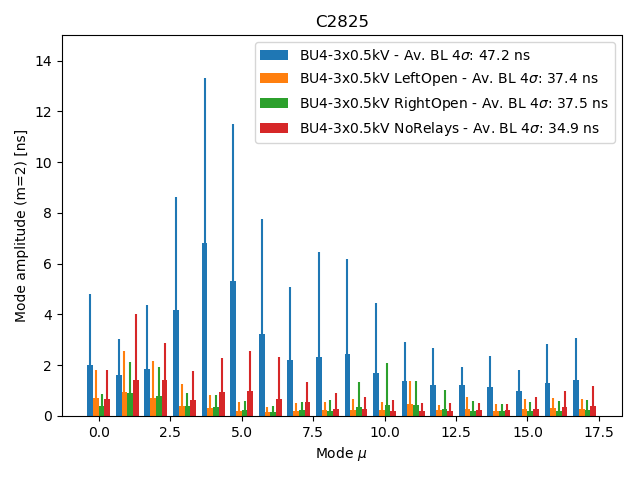 C2825
BU4-3x0.5kV - Av. BL 4σ: 47.2 ns
BU4-3x0.5kV LeftOpen - Av. BL 4σ: 37.4 ns
BU4-3x0.5kV RightOpen - Av. BL 4σ: 37.5 ns
BU4-3x0.5kV NoRelays - Av. BL 4σ: 34.9 ns
Mode amplitude (m=2) [ns]
14
12
10
8
6
4
2
0
0.0 2.5 5.0 7.5 10.0 12.5 15.0 17.5
Mode μ